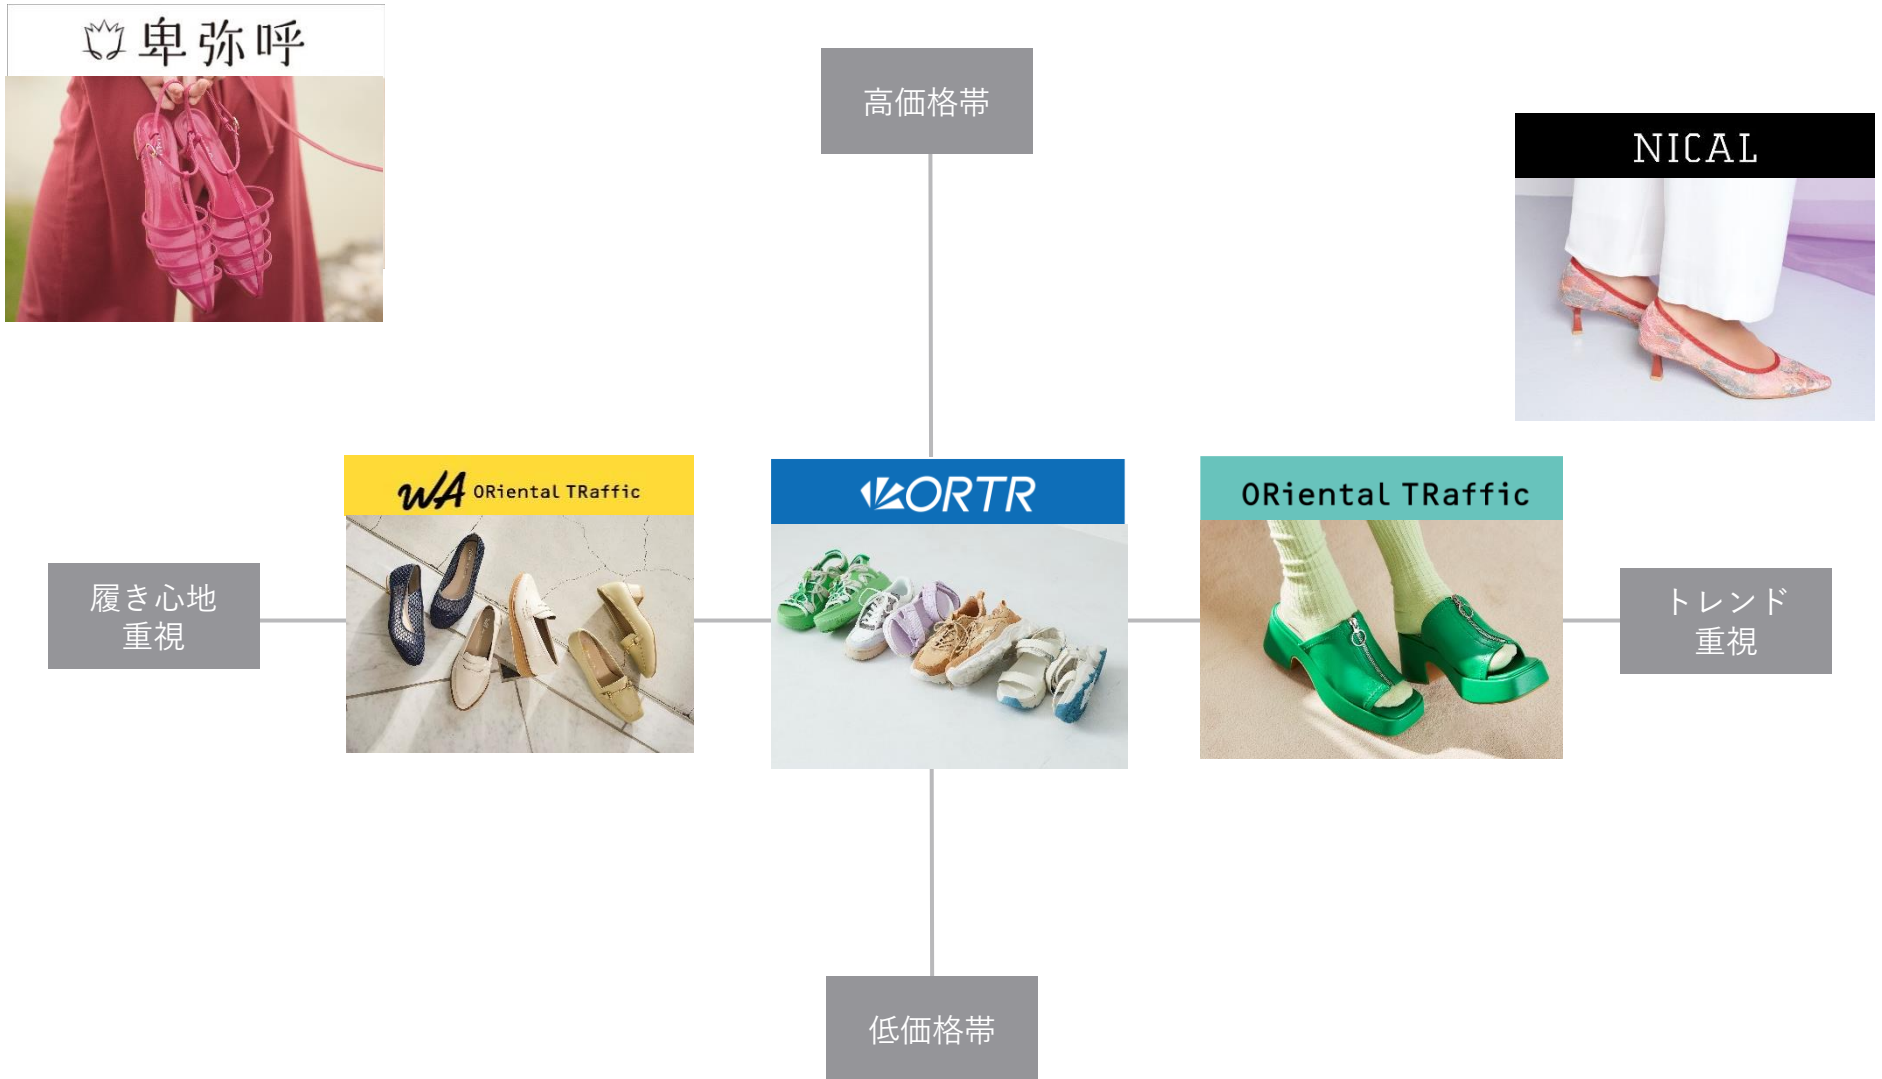 卑弥呼
高価格帯
NICAL
WA ORiental TRaffic
ORTR
ORiental TRaffic
履き心地
重視
トレンド
重視
低価格帯